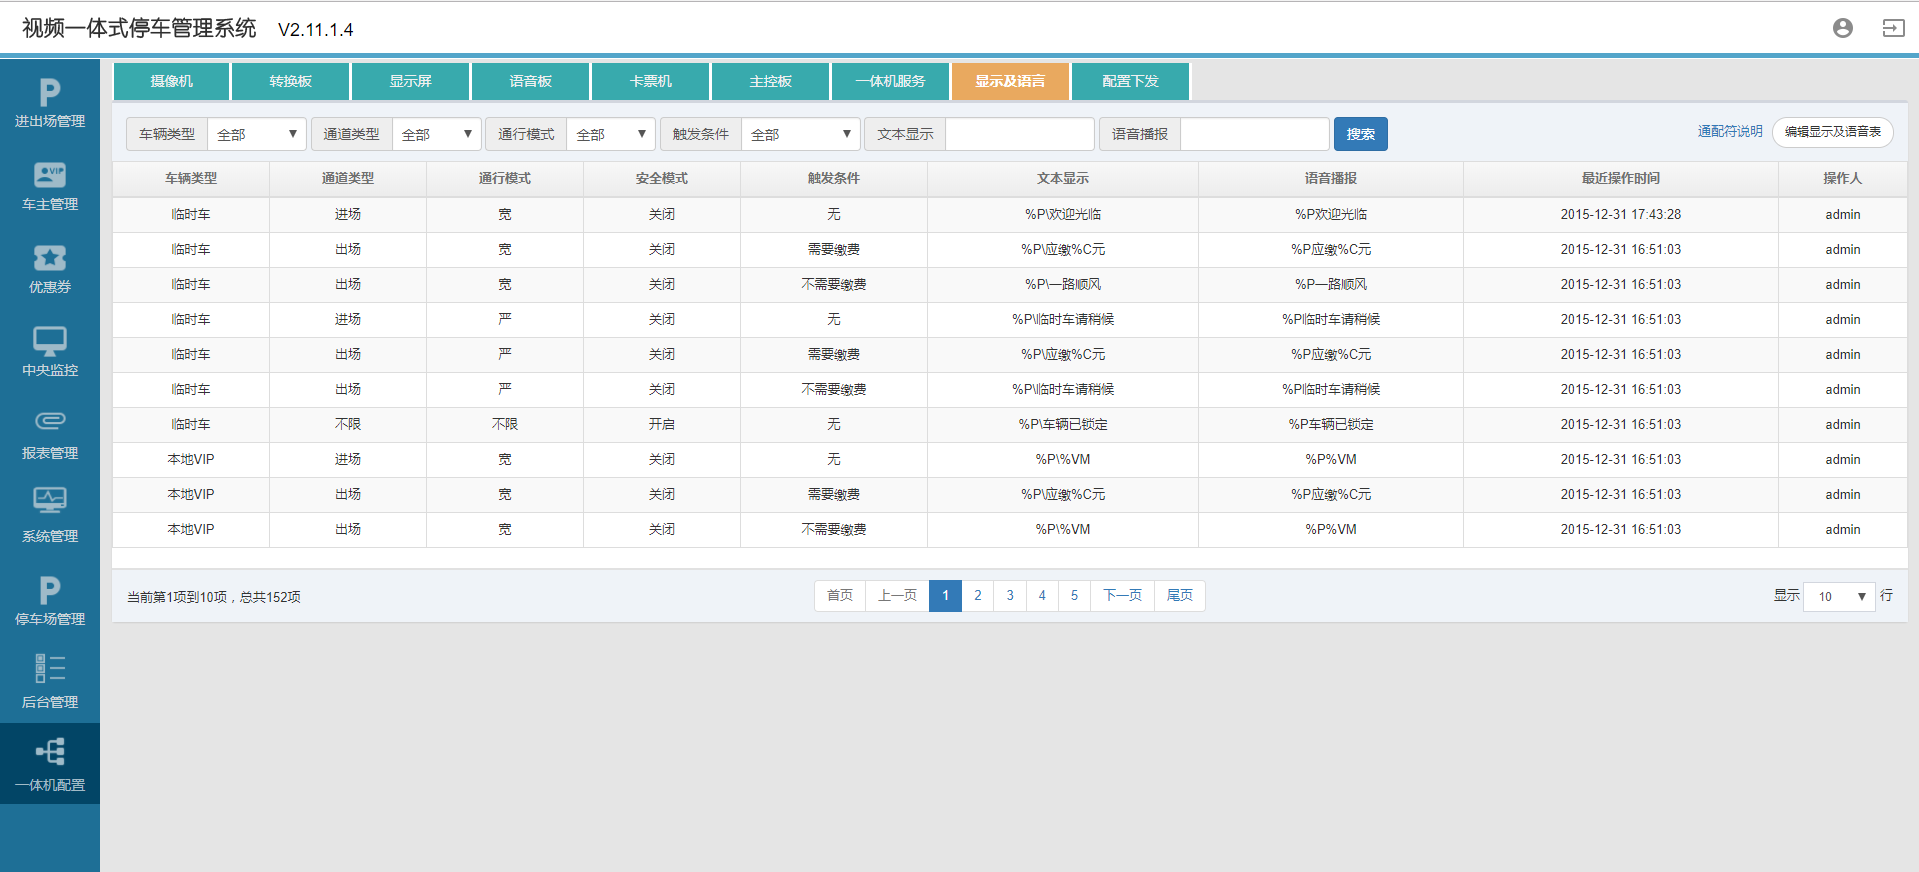 视频一体式停车管理系统 V2.11.1.4
摄像机 转换板 显示屏 语音板 卡票机 主控板 一体机服务 显示及语言 配置下发
进出场管理
车主管理
优惠券
中央监控
报表管理
系统管理
停车场管理
后台管理
一体机配置
车辆类型 全部 通道类型 全部 通行模式 全部 触发条件 全部 文本显示 语音播报 搜索 通配符说明 编辑显示及语音表
车辆类型 通道类型 通行模式 安全模式 触发条件 文本显示 语音播报 最近操作时间 操作人
临时车 进场 宽 关闭 无 %P\欢迎光临 %P欢迎光临 2015-12-31 17:43:28 admin
临时车 出场 宽 关闭 需要缴费 %P\应缴%C元 %P应缴%C元 2015-12-31 16:51:03 admin
临时车 出场 宽 关闭 不需要缴费 %P\一路顺风 %P一路顺风 2015-12-31 16:51:03 admin
临时车 进场 严 关闭 无 %P\临时车请稍候 %P临时车请稍候 2015-12-31 16:51:03 admin
临时车 出场 严 关闭 需要缴费 %P\应缴%C元 %P应缴%C元 2015-12-31 16:51:03 admin
临时车 出场 严 关闭 不需要缴费 %P\临时车请稍候 %P临时车请稍候 2015-12-31 16:51:03 admin
临时车 不限 不限 开启 无 %P\车辆已锁定 %P车辆已锁定 2015-12-31 16:51:03 admin
本地VIP 进场 宽 关闭 无 %P\%VM %P%VM 2015-12-31 16:51:03 admin
本地VIP 出场 宽 关闭 需要缴费 %P\应缴%C元 %P应缴%C元 2015-12-31 16:51:03 admin
本地VIP 出场 宽 关闭 不需要缴费 %P\%VM %P%VM 2015-12-31 16:51:03 admin
当前第1项到10项，总共152项 首页 上一页 1 2 3 4 5 下一页 尾页 显示 10 行